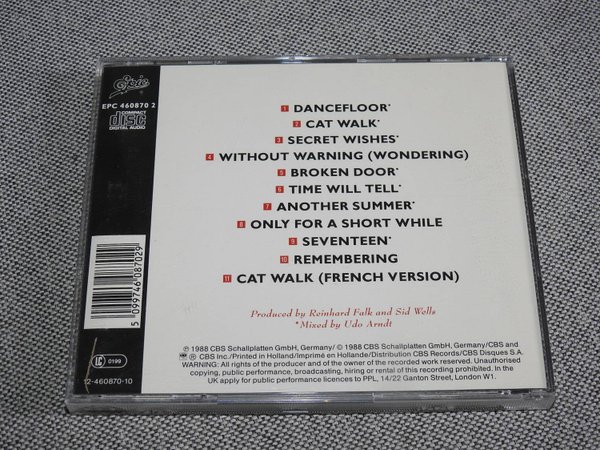 Epic
EPC 460870 2
COMPACT
disc
DIGITAL AUDIO
1 DANCEFLOOR*
2 CAT WALK*
3 SECRET WISHES*
4 WITHOUT WARNING (WONDERING)
5 BROKEN DOOR*
6 TIME WILL TELL*
7 ANOTHER SUMMER*
8 ONLY FOR A SHORT WHILE
9 SEVENTEEN*
10 REMEMBERING
11 CAT WALK (FRENCH VERSION)
Produced by Reinhard Falk and Sid Wells
*Mixed by Udo Arndt
5 099746 087029
LC 0199
12-460870-10
℗ 1988 CBS Schallplatten GmbH, Germany/ © 1988 CBS Schallplatten GmbH, Germany/CBS and
CBS Inc./Printed in Holland/Imprimé en Hollande/Distribution CBS Records/CBS Disques S.A.
WARNING: All rights of the producer and of the owner of the recorded work reserved. Unauthorised
copying, public performance, broadcasting, hiring or rental of this recording prohibited. In the
UK apply for public performance licences to PPL, 14/22 Ganton Street, London W1.